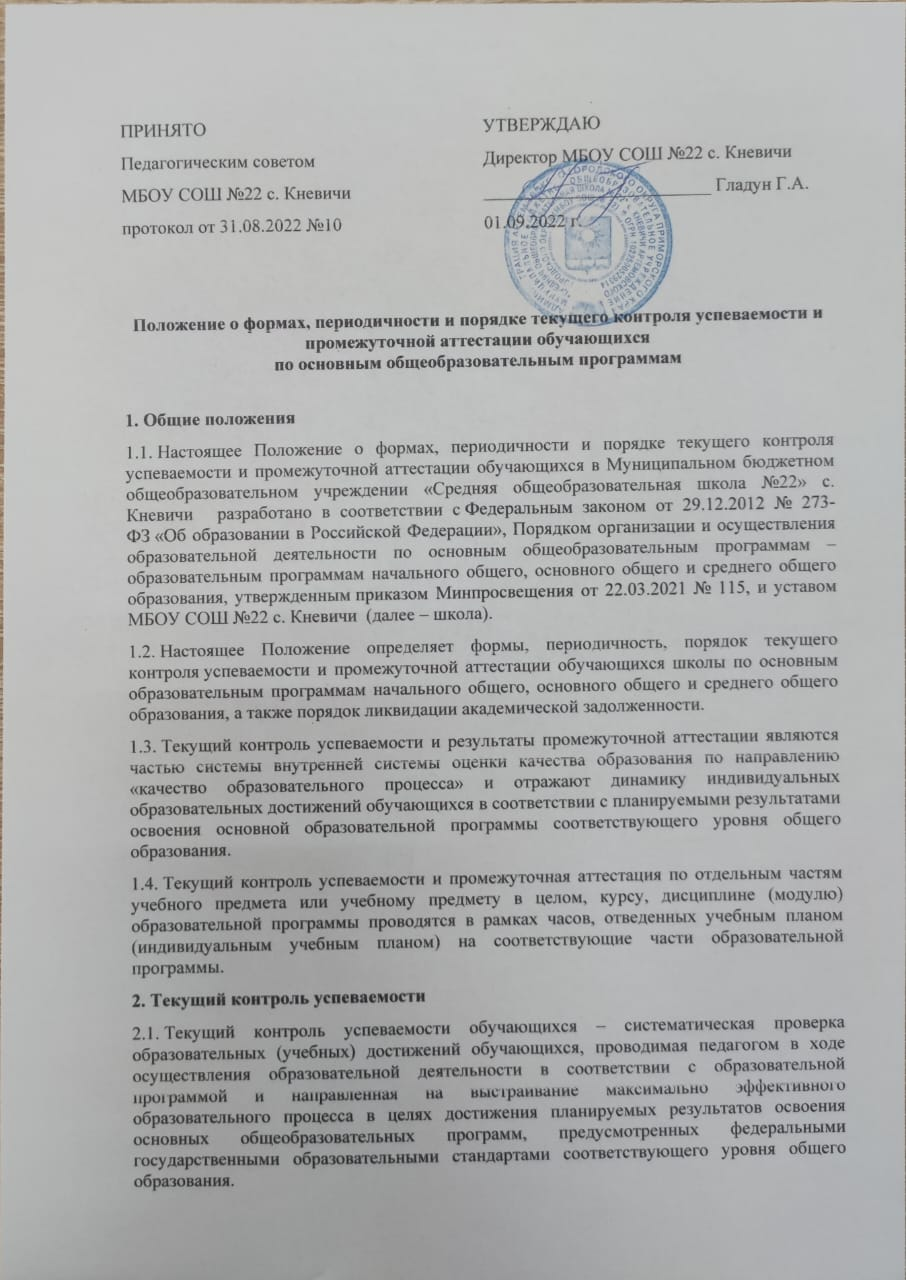 ПРИНЯТО
Педагогическим советом
МБОУ СОШ №22 с. Кневичи
протокол от 31.08.2022 №10
УТВЕРЖДАЮ
Директор МБОУ СОШ №22 с. Кневичи
Гладун Г.А.
01.09.2022 г.
Положение о формах, периодичности и порядке текущего контроля успеваемости и
промежуточной аттестации обучающихся
по основным общеобразовательным программам
1. Общие положения
1.1. Настоящее Положение о формах, периодичности и порядке текущего контроля
успеваемости и промежуточной аттестации обучающихся в Муниципальном бюджетном
общеобразовательном учреждении «Средняя общеобразовательная школа №22» с.
Кневичи разработано в соответствии с Федеральным законом от 29.12.2012 № 273-
ФЗ «Об образовании в Российской Федерации», Порядком организации и осуществления
образовательной деятельности по основным общеобразовательным программам –
образовательным программам начального общего, основного общего и среднего общего
образования, утвержденным приказом Минпросвещения от 22.03.2021 № 115, и уставом
МБОУ СОШ №22 с. Кневичи (далее – школа).
1.2. Настоящее Положение определяет формы, периодичность, порядок текущего
контроля успеваемости и промежуточной аттестации обучающихся школы по основным
образовательным программам начального общего, основного общего и среднего общего
образования, а также порядок ликвидации академической задолженности.
1.3. Текущий контроль успеваемости и результаты промежуточной аттестации являются
частью системы внутренней системы оценки качества образования по направлению
«качество образовательного процесса» и отражают динамику индивидуальных
образовательных достижений обучающихся в соответствии с планируемыми результатами
освоения основной образовательной программы соответствующего уровня общего
образования.
1.4. Текущий контроль успеваемости и промежуточная аттестация по отдельным частям
учебного предмета или учебному предмету в целом, курсу, дисциплине (модулю)
образовательной программы проводятся в рамках часов, отведенных учебным планом
(индивидуальным учебным планом) на соответствующие части образовательной
программы.
2. Текущий контроль успеваемости
2.1. Текущий контроль успеваемости обучающихся – систематическая проверка
образовательных (учебных) достижений обучающихся, проводимая педагогом в ходе
осуществления образовательной деятельности в соответствии с образовательной
программой и направленная на выстраивание максимально эффективного
образовательного процесса в целях достижения планируемых результатов освоения
основных общеобразовательных программ, предусмотренных федеральными
государственными образовательными стандартами соответствующего уровня общего
образования.